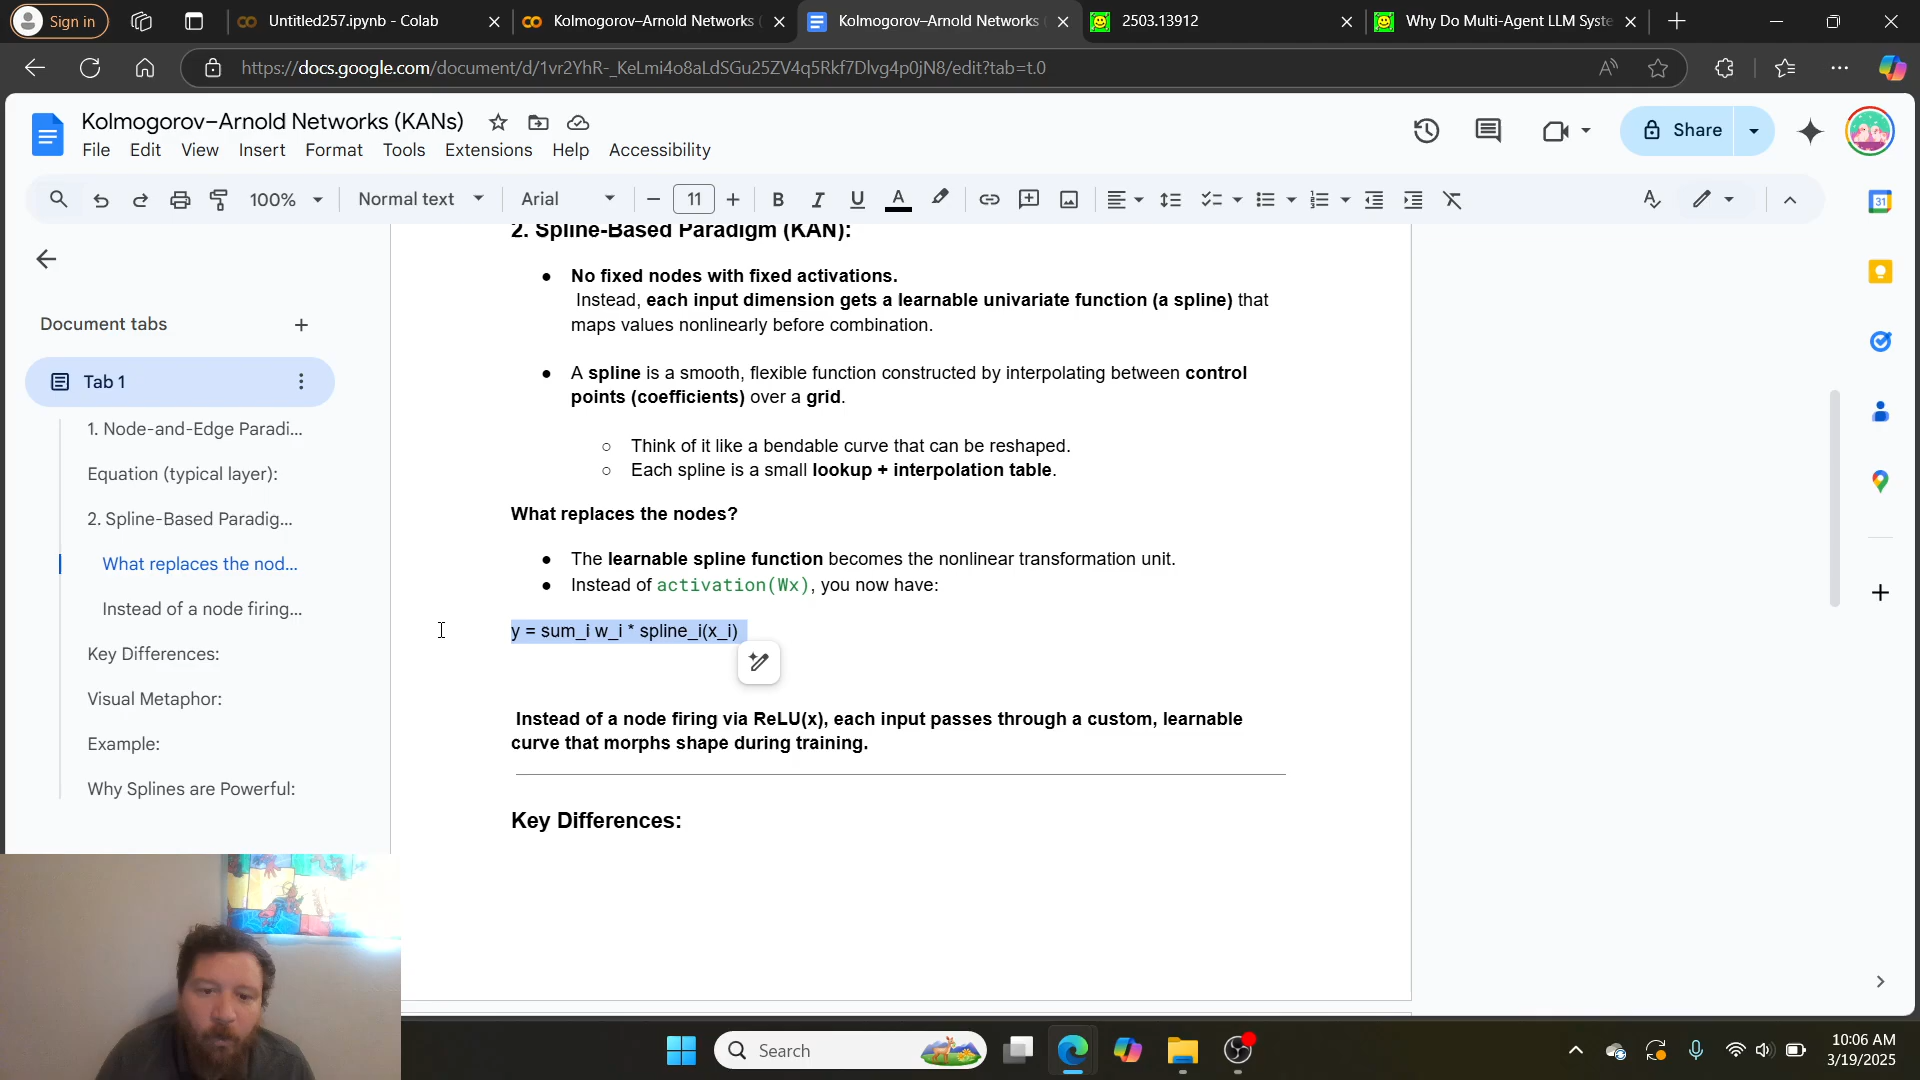 Sign in
Untitled257.ipynb - Colab
Kolmogorov–Arnold Networks (
Kolmogorov–Arnold Networks (
2503.13912
Why Do Multi-Agent LLM Syste
https://docs.google.com/document/d/1vr2YhR-_KeLmi4o8aLdSGu25ZV4q5Rkf7Dlvg4p0jN8/edit?tab=t.0
Kolmogorov–Arnold Networks (KANs)
File Edit View Insert Format Tools Extensions Help Accessibility
Share
100% Normal text Arial 11
31
Document tabs
Tab 1
1. Node-and-Edge Paradi...
Equation (typical layer):
2. Spline-Based Paradig...
What replaces the nod...
Instead of a node firing...
Key Differences:
Visual Metaphor:
Example:
Why Splines are Powerful:
2. Spline-Based Paradigm (KAN):
● No fixed nodes with fixed activations.
Instead, each input dimension gets a learnable univariate function (a spline) that
maps values nonlinearly before combination.
● A spline is a smooth, flexible function constructed by interpolating between control
points (coefficients) over a grid.
○ Think of it like a bendable curve that can be reshaped.
○ Each spline is a small lookup + interpolation table.
What replaces the nodes?
● The learnable spline function becomes the nonlinear transformation unit.
● Instead of activation(Wx), you now have:
y = sum_i w_i * spline_i(x_i)
Instead of a node firing via ReLU(x), each input passes through a custom, learnable
curve that morphs shape during training.
Key Differences:
Search
10:06 AM
3/19/2025